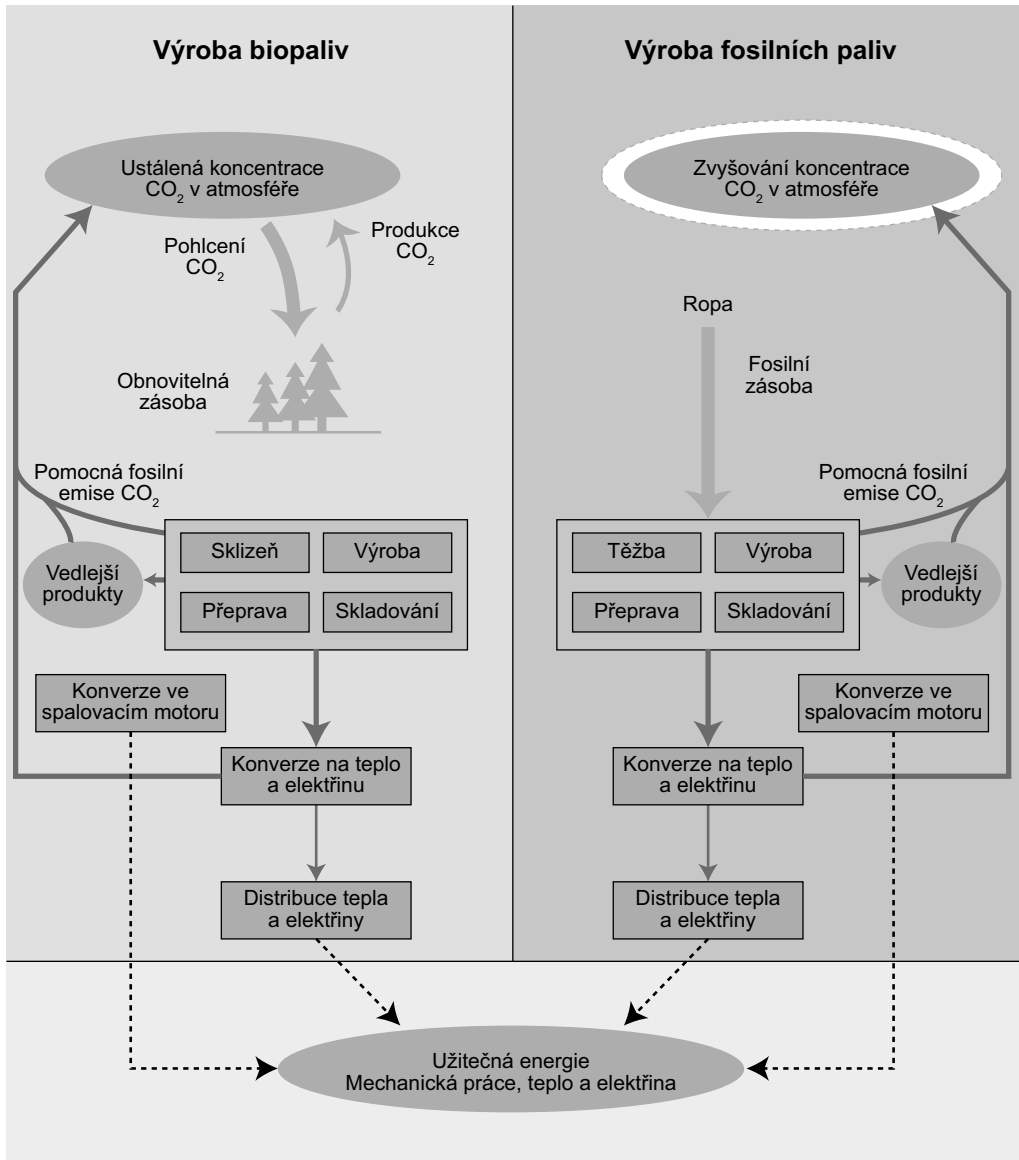 Výroba biopaliv
Ustálená koncentrace
CO₂ v atmosféře
Pohlcení
CO₂
Produkce
CO₂
Obnovitelná
zásoba
Pomocná fosilní
emise CO₂
Vedlejší
produkty
Sklizeň
Výroba
Přeprava
Skladování
Konverze ve
spalovacím motoru
Konverze na teplo
a elektřinu
Distribuce tepla
a elektřiny
Výroba fosilních paliv
Zvyšování koncentrace
CO₂ v atmosféře
Ropa
Fosilní
zásoba
Pomocná fosilní
emise CO₂
Těžba
Výroba
Přeprava
Skladování
Vedlejší
produkty
Konverze ve
spalovacím motoru
Konverze na teplo
a elektřinu
Distribuce tepla
a elektřiny
Užitečná energie
Mechanická práce, teplo a elektřina